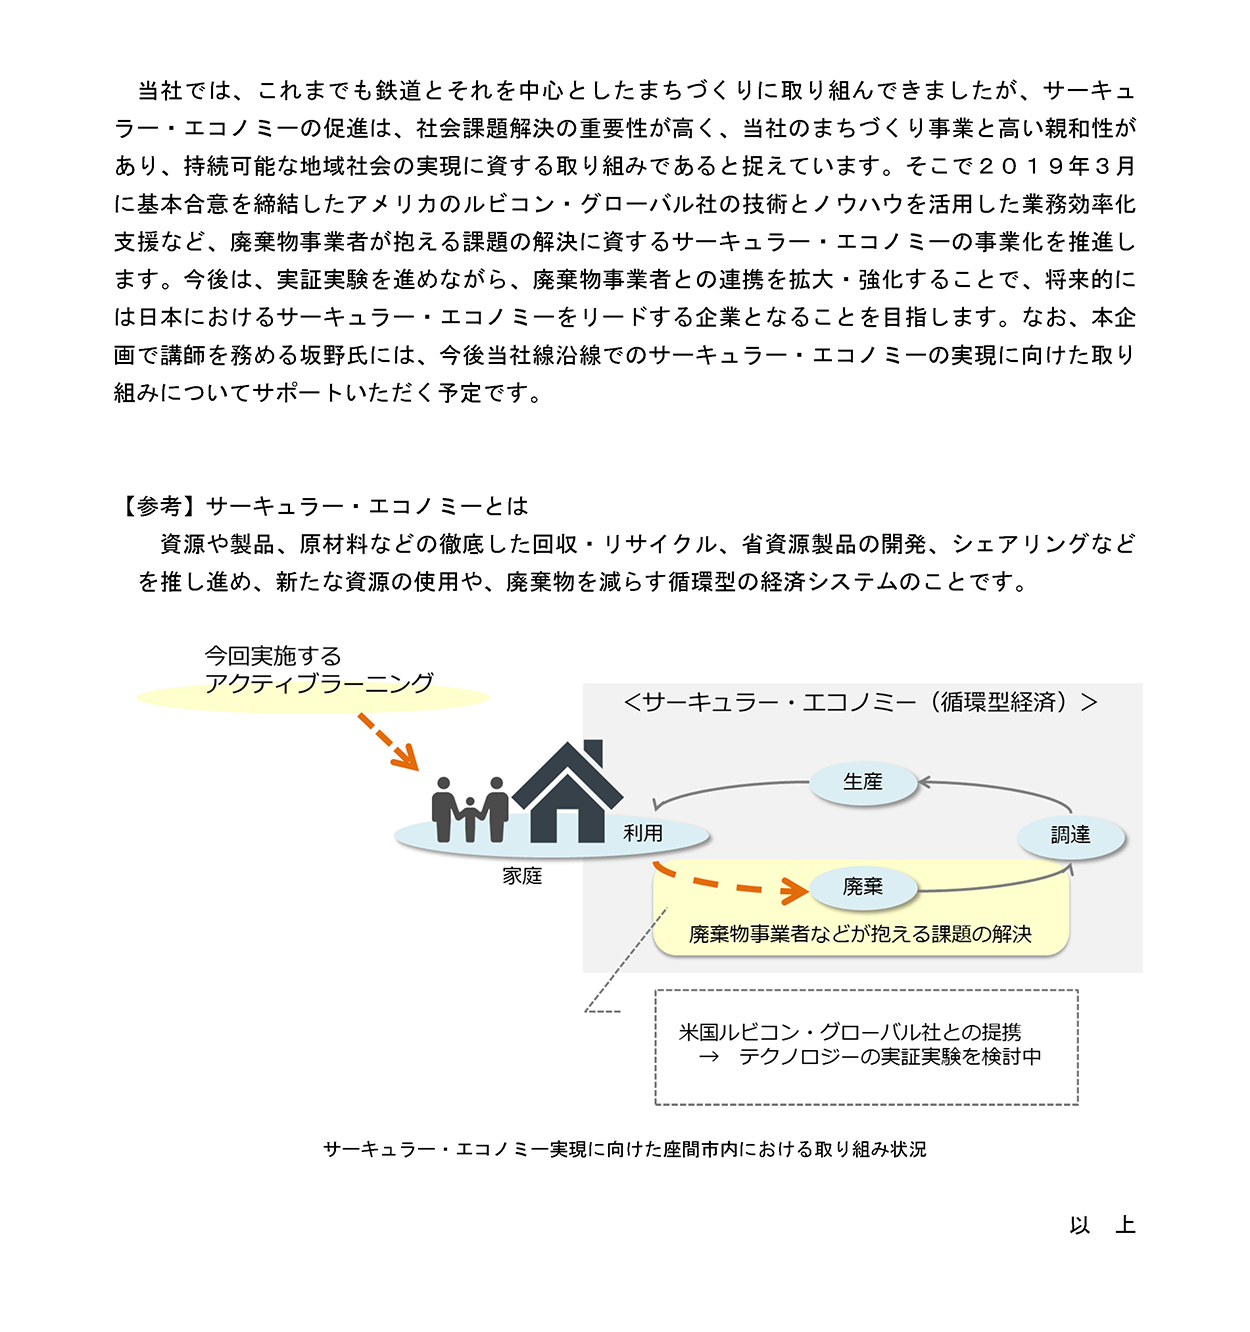 当社では、これまでも鉄道とそれを中心としたまちづくりに取り組んできましたが、サーキュ
ラー・エコノミーの促進は、社会課題解決の重要性が高く、当社のまちづくり事業と高い親和性が
あり、持続可能な地域社会の実現に資する取り組みであると捉えています。そこで２０１９年３月
に基本合意を締結したアメリカのルビコン・グローバル社の技術とノウハウを活用した業務効率化
支援など、廃棄物事業者が抱える課題の解決に資するサーキュラー・エコノミーの事業化を推進し
ます。今後は、実証実験を進めながら、廃棄物事業者との連携を拡大・強化することで、将来的に
は日本におけるサーキュラー・エコノミーをリードする企業となることを目指します。なお、本企
画で講師を務める坂野氏には、今後当社線沿線でのサーキュラー・エコノミーの実現に向けた取り
組みについてサポートいただく予定です。
【参考】サーキュラー・エコノミーとは
資源や製品、原材料などの徹底した回収・リサイクル、省資源製品の開発、シェアリングなど
を推し進め、新たな資源の使用や、廃棄物を減らす循環型の経済システムのことです。
今回実施する
アクティブラーニング
＜サーキュラー・エコノミー（循環型経済）＞
生産
利用
調達
家庭
廃棄
廃棄物事業者などが抱える課題の解決
米国ルビコン・グローバル社との提携
→　テクノロジーの実証実験を検討中
サーキュラー・エコノミー実現に向けた座間市内における取り組み状況
以　上